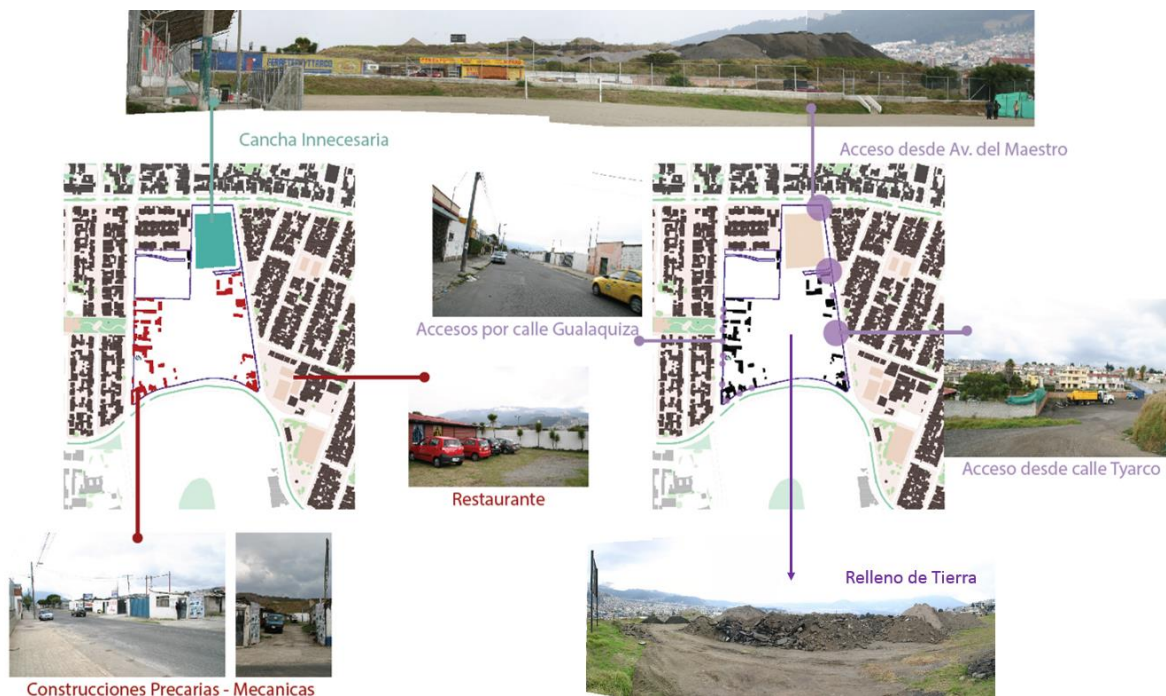 Cancha Innecesaria
Acceso desde Av. del Maestro
Accesos por calle Gualaquiza
Acceso desde calle Tyarco
Restaurante
Relleno de Tierra
Construcciones Precarias - Mecanicas